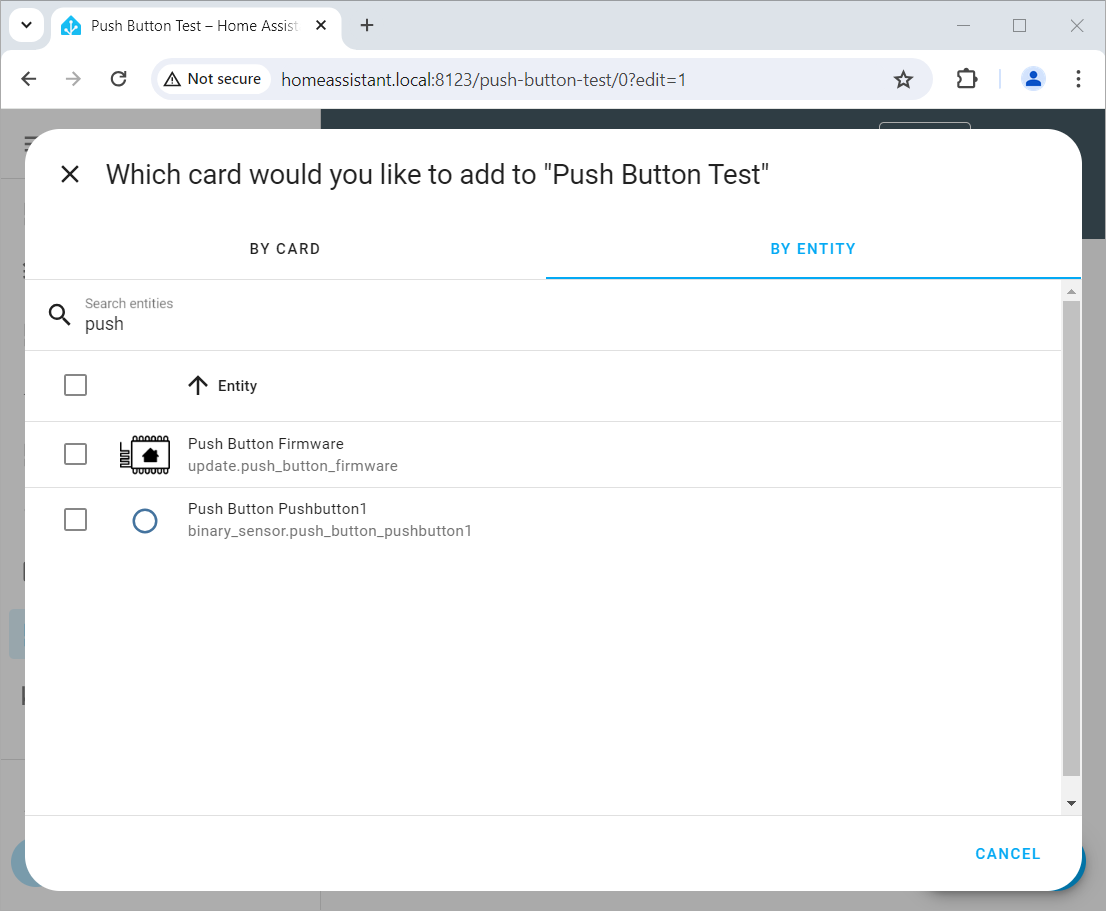 Push Button Test – Home Assist
Not secure
homeassistant.local:8123/push-button-test/0?edit=1
Which card would you like to add to "Push Button Test"
BY CARD
BY ENTITY
Search entities
push
Entity
Push Button Firmware
update.push_button_firmware
Push Button Pushbutton1
binary_sensor.push_button_pushbutton1
CANCEL